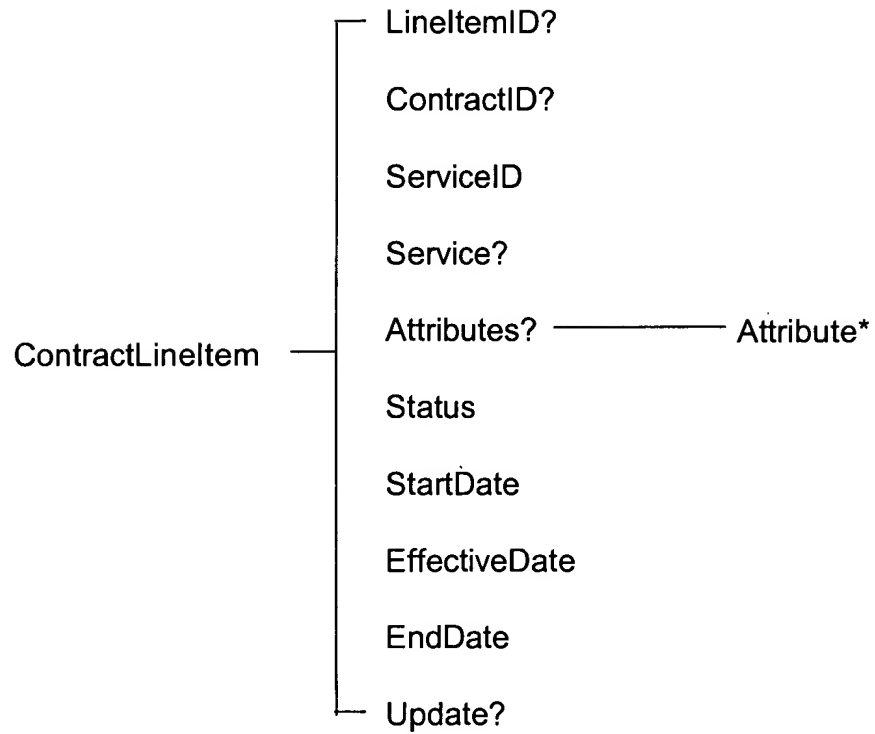 LineItemID?
ContractID?
ServiceID
Service?
Attributes? Attribute*
ContractLineItem
Status
StartDate
EffectiveDate
EndDate
Update?